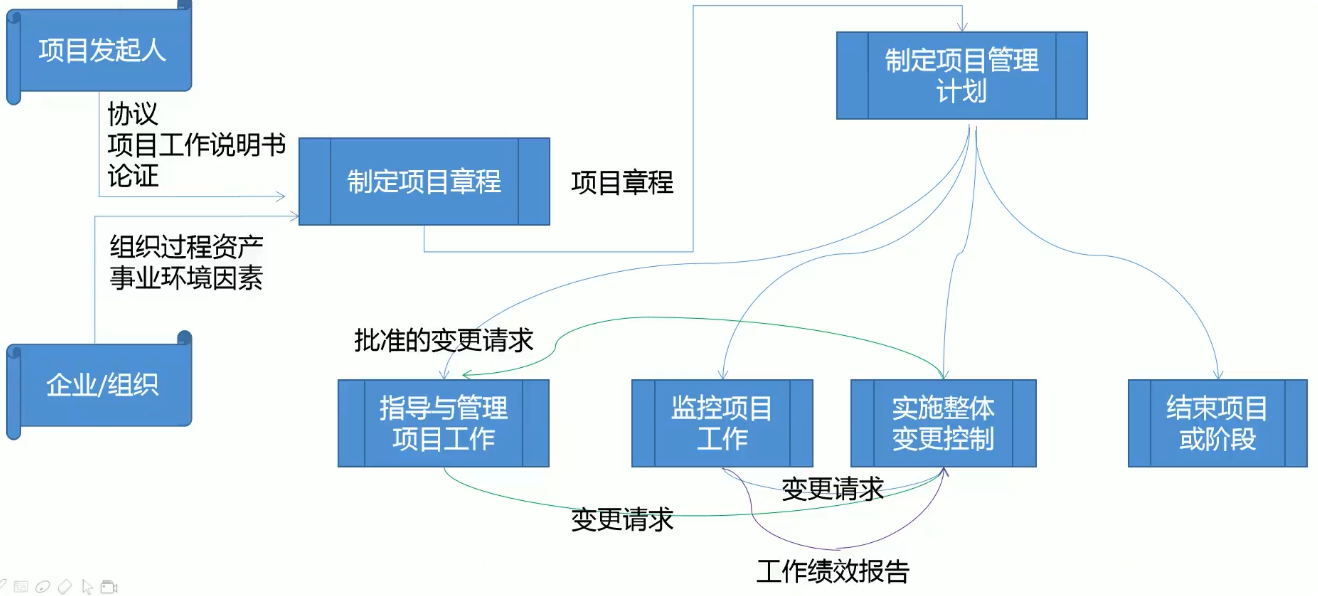 项目发起人
协议
项目工作说明书
论证
制定项目章程
项目章程
制定项目管理
计划
组织过程资产
事业环境因素
企业/组织
批准的变更请求
指导与管理
项目工作
监控项目
工作
实施整体
变更控制
结束项目
或阶段
变更请求
变更请求
工作绩效报告